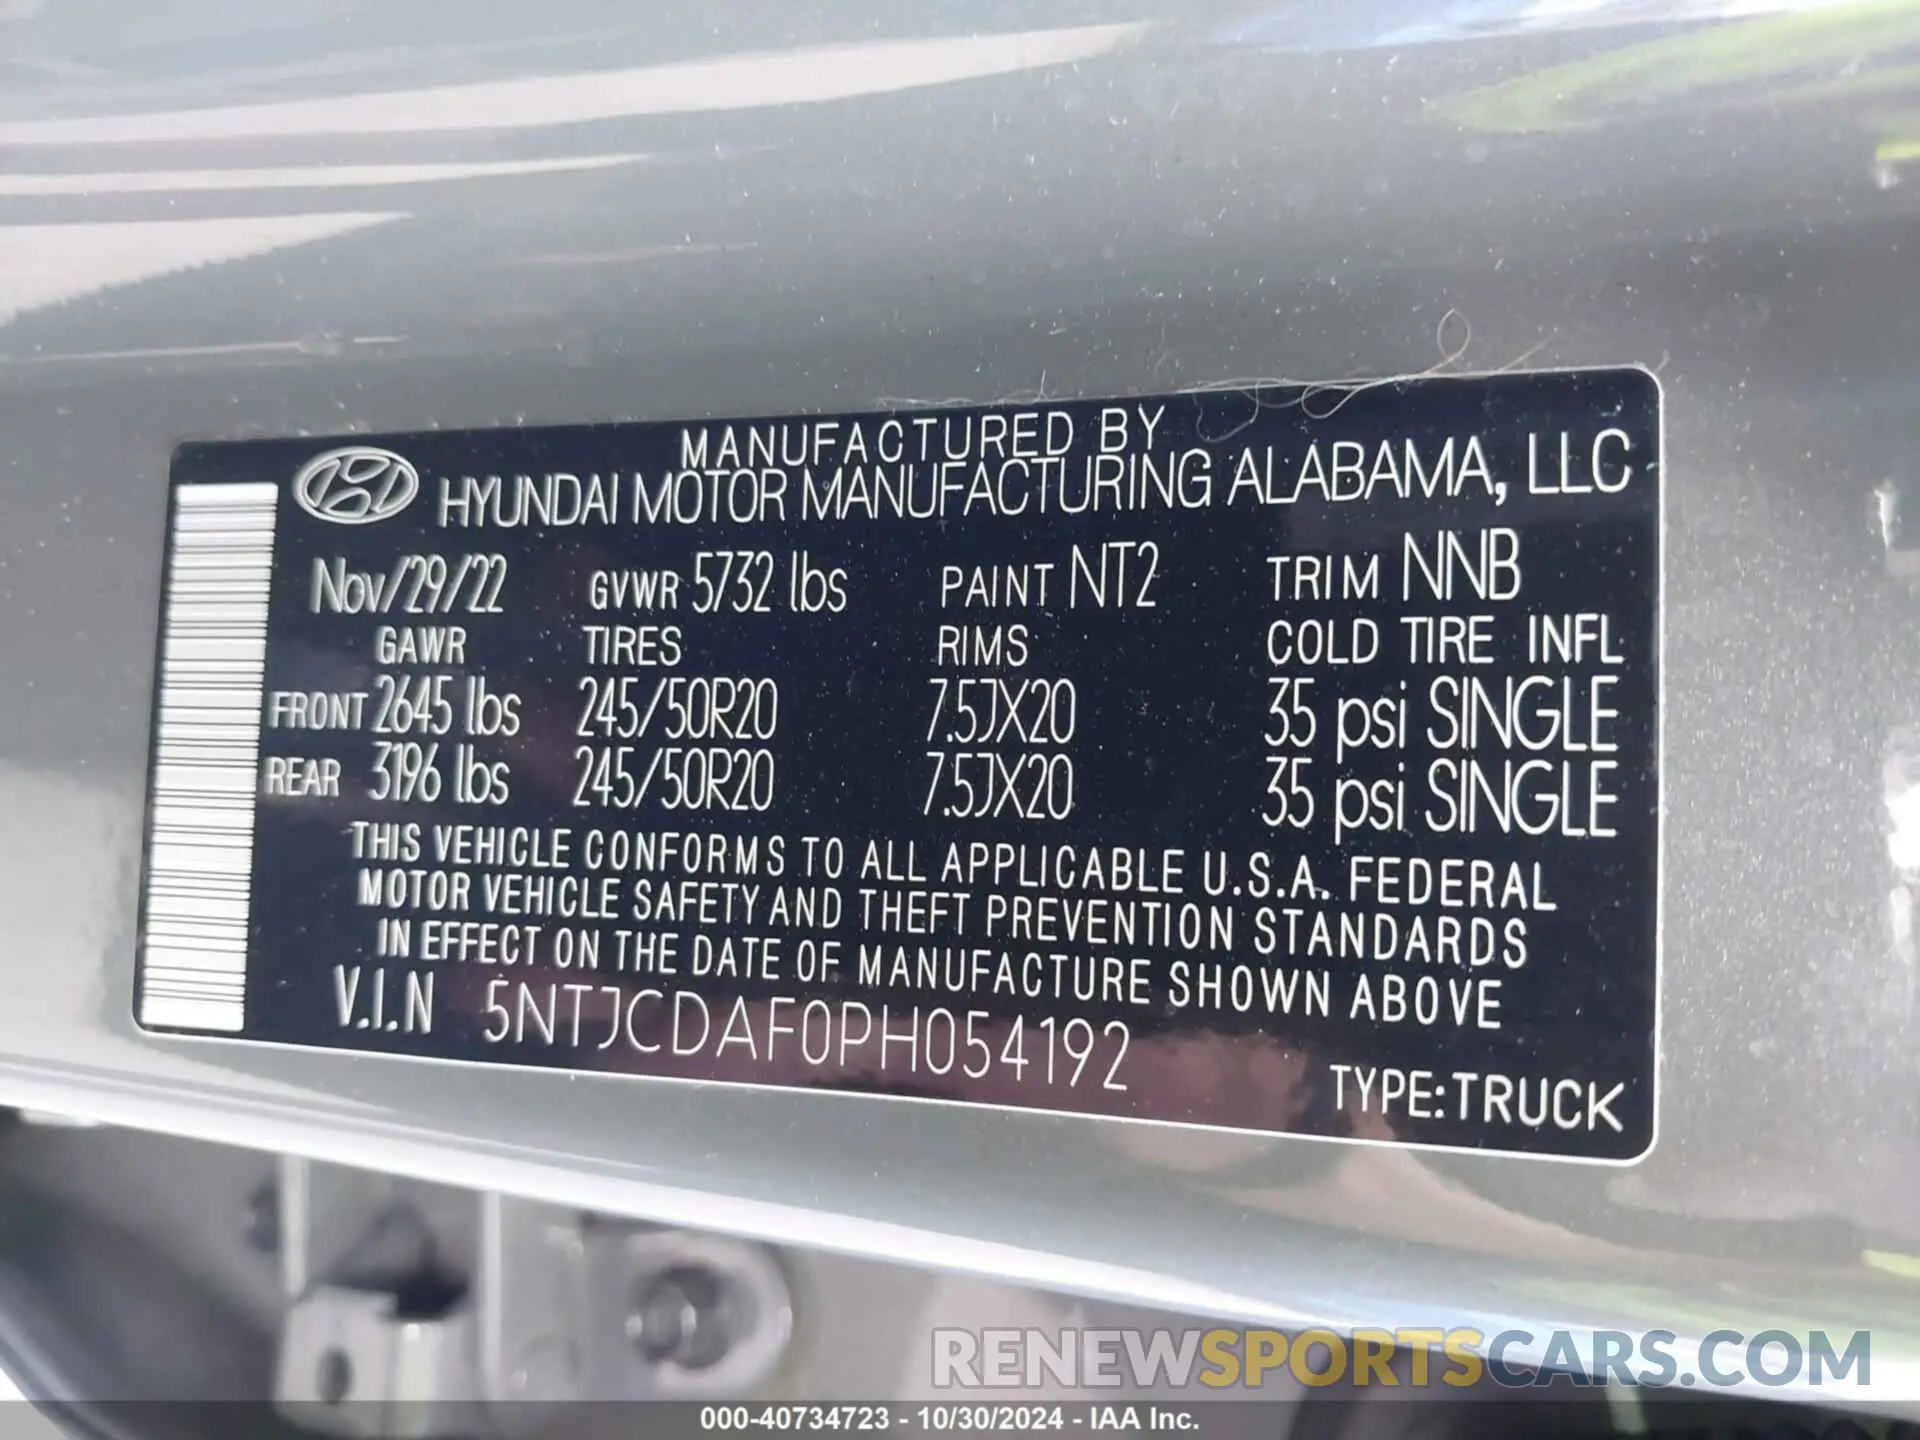 MANUFACTURED BY
HYUNDAI MOTOR MANUFACTURING ALABAMA, LLC
Nov/29/22 GVWR 5732 lbs PAINT NT2 TRIM NNB
GAWR TIRES RIMS COLD TIRE INFL
FRONT 2645 lbs 245/50R20 7.5JX20 35 psi SINGLE
REAR 3196 lbs 245/50R20 7.5JX20 35 psi SINGLE
THIS VEHICLE CONFORMS TO ALL APPLICABLE U.S.A. FEDERAL
MOTOR VEHICLE SAFETY AND THEFT PREVENTION STANDARDS
IN EFFECT ON THE DATE OF MANUFACTURE SHOWN ABOVE
V.I.N 5NTJCDAF0PH054192
TYPE:TRUCK
RENEWSPORTSCARS.COM
000-40734723 - 10/30/2024 - IAA Inc.